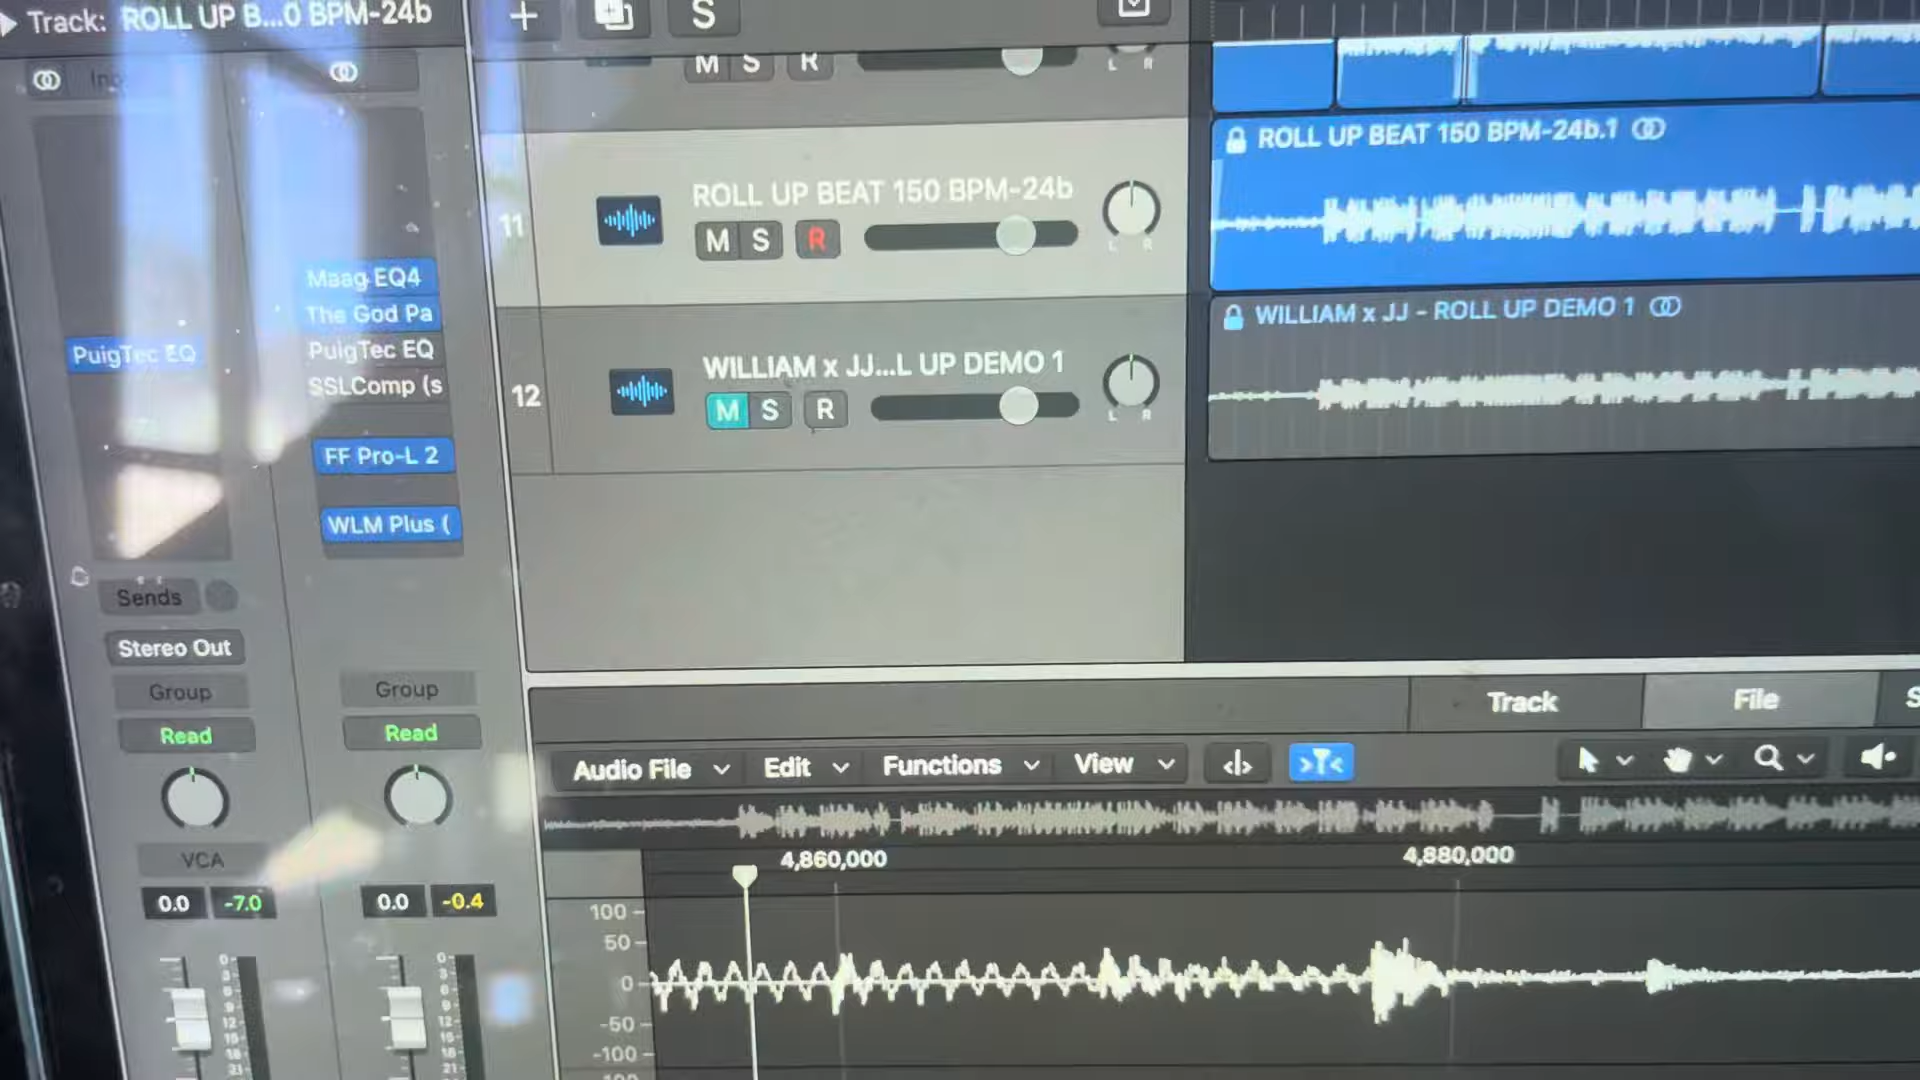 Track: ROLL UP B...0 BPM-24b
S
M S R
L R
ROLL UP BEAT 150 BPM-24b.1
11
ROLL UP BEAT 150 BPM-24b
M S R
L R
WILLIAM x JJ - ROLL UP DEMO 1
12
WILLIAM x JJ...L UP DEMO 1
M S R
L R
Maag EQ4
The God Pa
PuigTec EQ
PuigTec EQ
SSLComp (s
FF Pro-L 2
WLM Plus (
Sends
Stereo Out
Group
Group
Read
Read
VCA
0.0 -7.0
0.0 -0.4
Track
File
Audio File
Edit
Functions
View
4,860,000
4,880,000
100
50
0
-50
-100